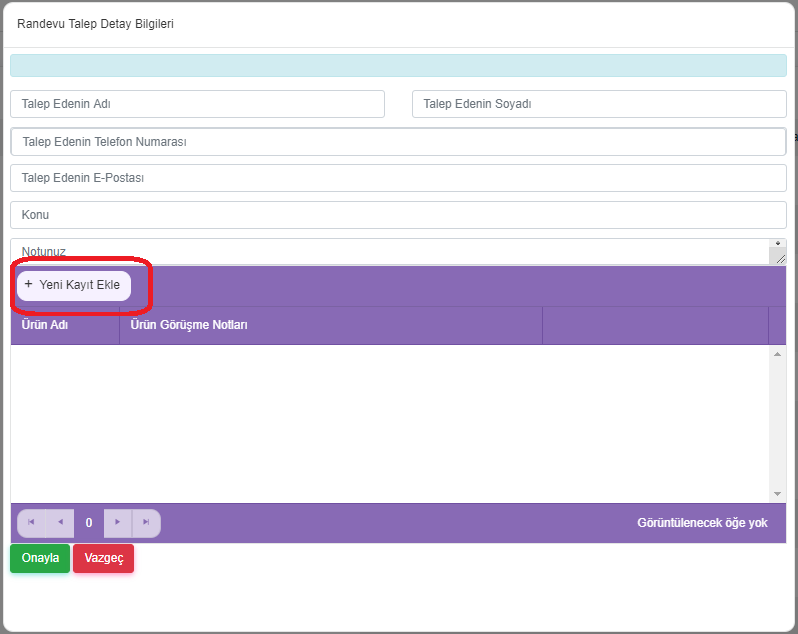 Randevu Talep Detay Bilgileri
Talep Edenin Adı
Talep Edenin Soyadı
Talep Edenin Telefon Numarası
Talep Edenin E-Postası
Konu
Notunuz
+ Yeni Kayıt Ekle
Ürün Adı
Ürün Görüşme Notları
0
Görüntülenecek öğe yok
Onayla
Vazgeç